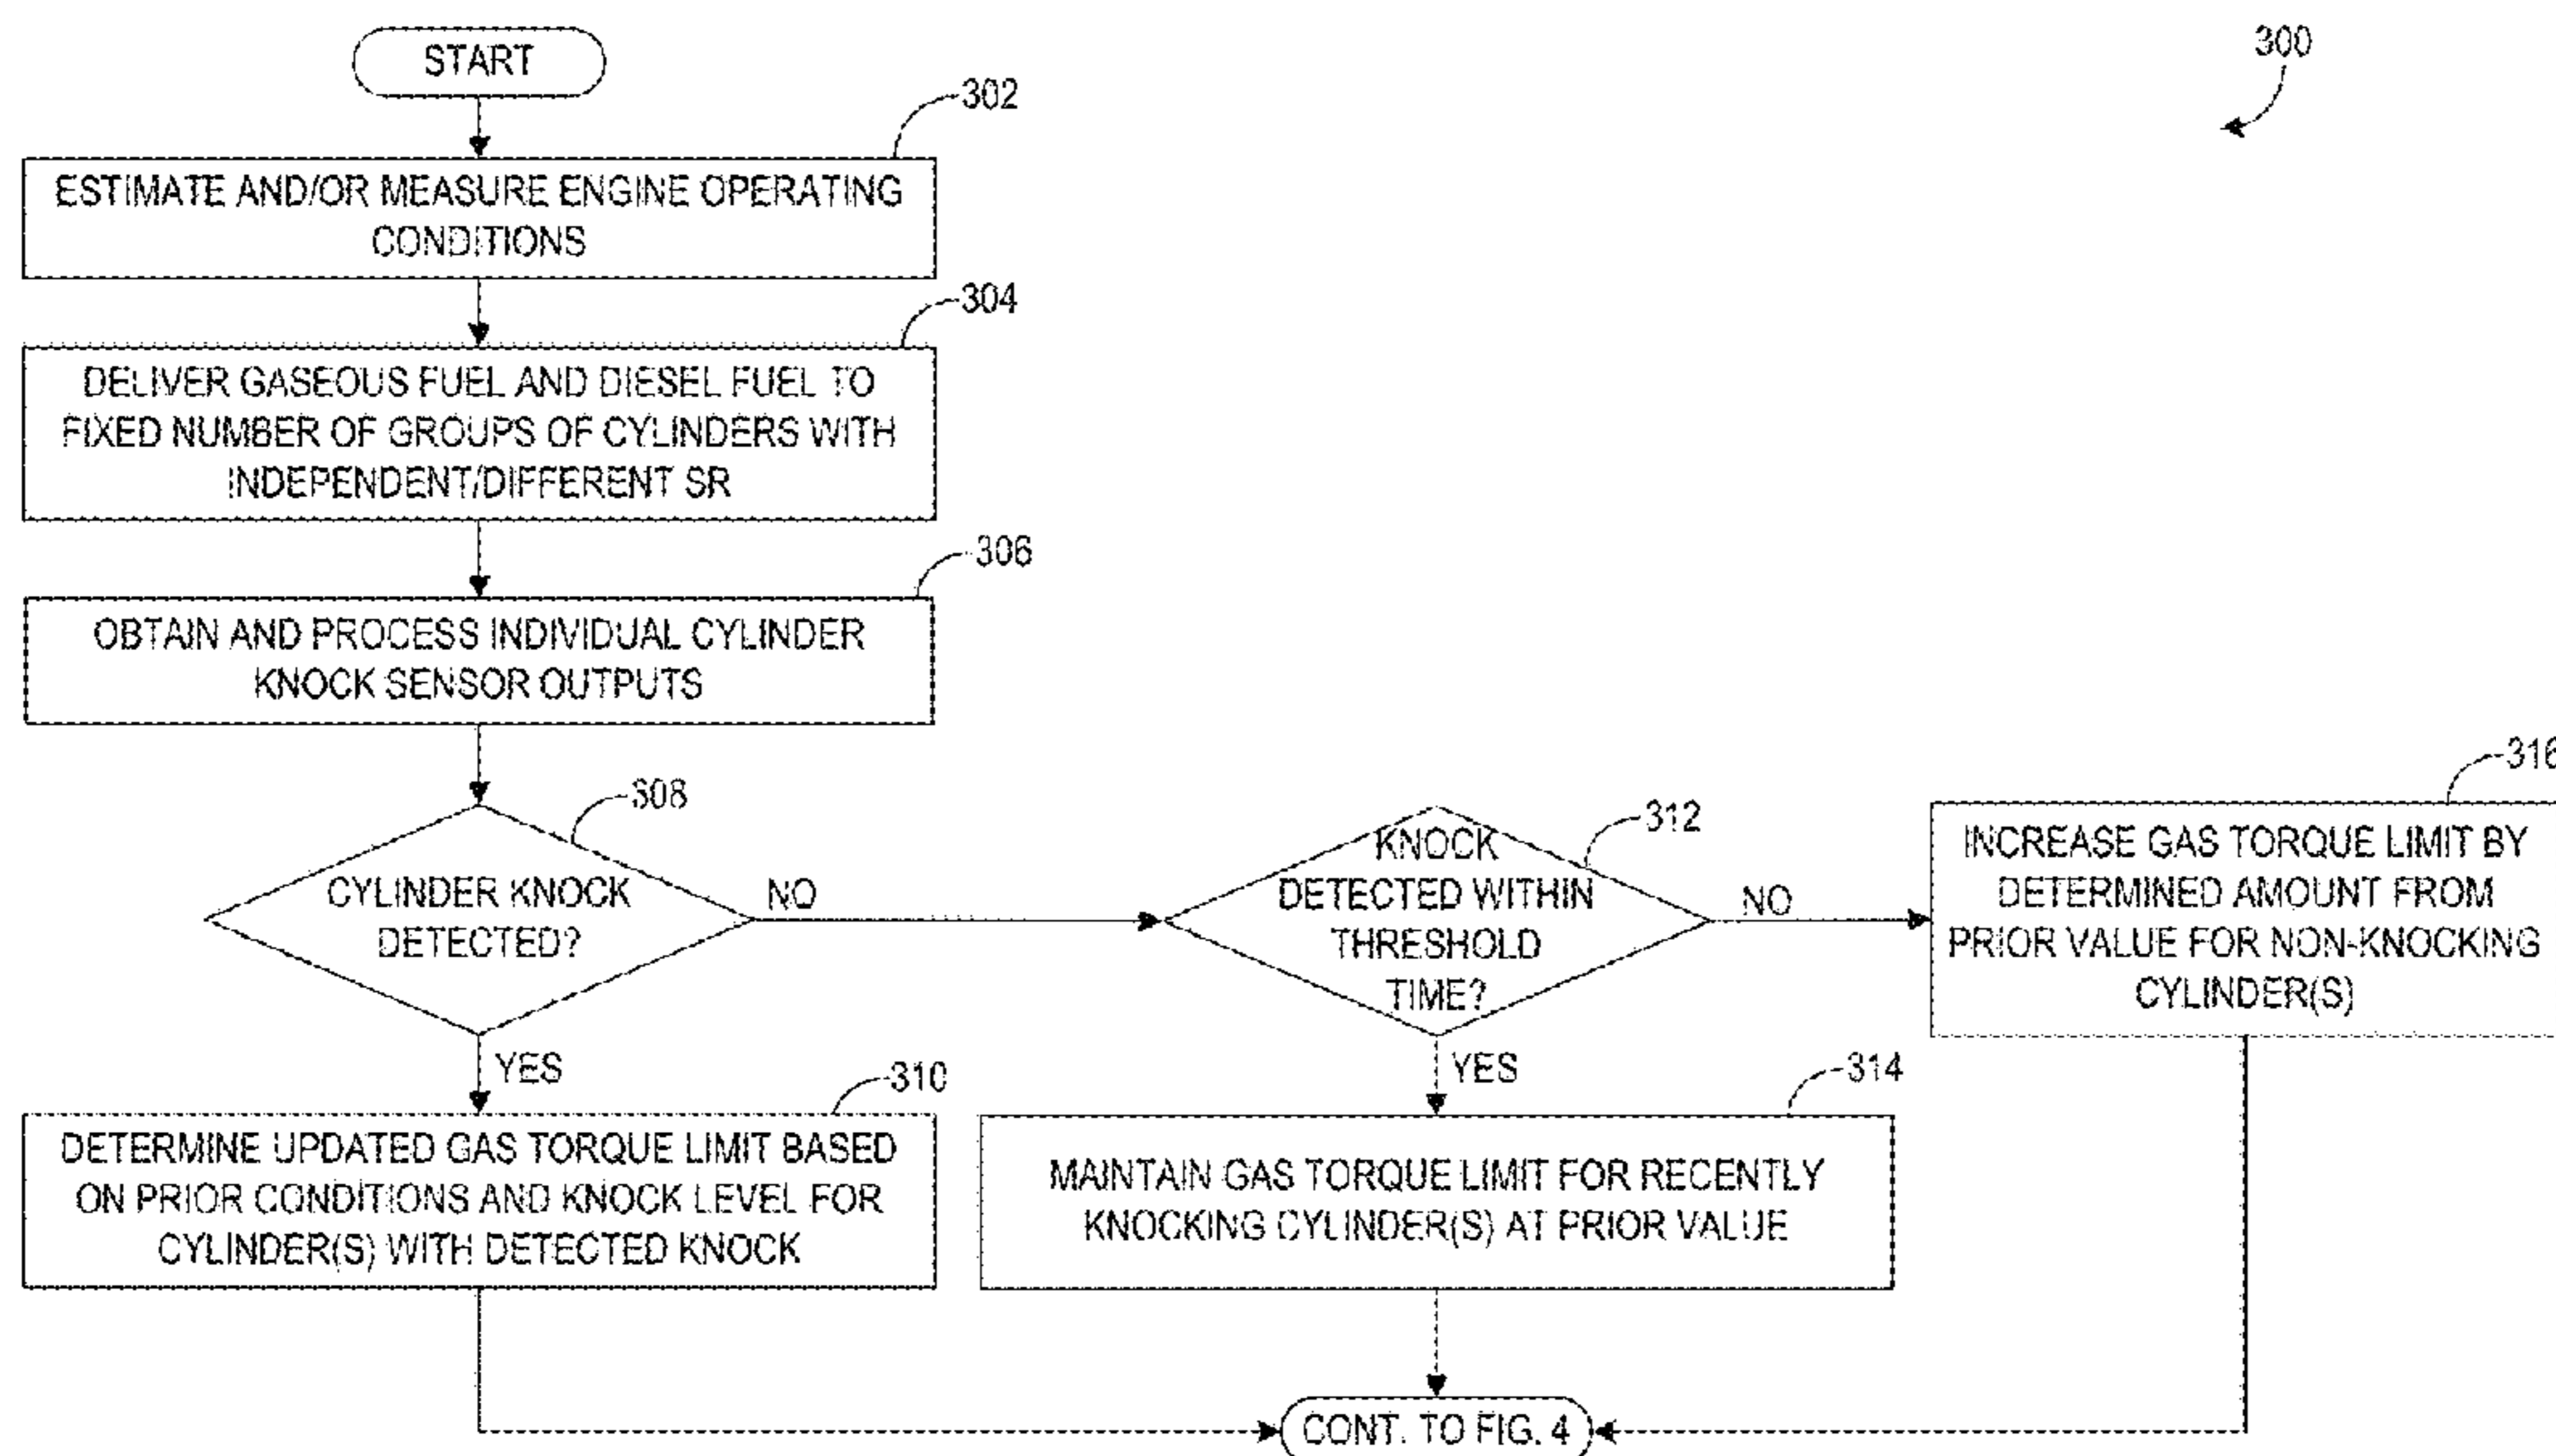 START
300
302
ESTIMATE AND/OR MEASURE ENGINE OPERATING
CONDITIONS
304
DELIVER GASEOUS FUEL AND DIESEL FUEL TO
FIXED NUMBER OF GROUPS OF CYLINDERS WITH
INDEPENDENT/DIFFERENT SR
306
OBTAIN AND PROCESS INDIVIDUAL CYLINDER
KNOCK SENSOR OUTPUTS
308
CYLINDER KNOCK
DETECTED?
NO
312
KNOCK
DETECTED WITHIN
THRESHOLD
TIME?
NO
316
INCREASE GAS TORQUE LIMIT BY
DETERMINED AMOUNT FROM
PRIOR VALUE FOR NON-KNOCKING
CYLINDER(S)
YES
310
DETERMINE UPDATED GAS TORQUE LIMIT BASED
ON PRIOR CONDITIONS AND KNOCK LEVEL FOR
CYLINDER(S) WITH DETECTED KNOCK
YES
314
MAINTAIN GAS TORQUE LIMIT FOR RECENTLY
KNOCKING CYLINDER(S) AT PRIOR VALUE
CONT. TO FIG. 4